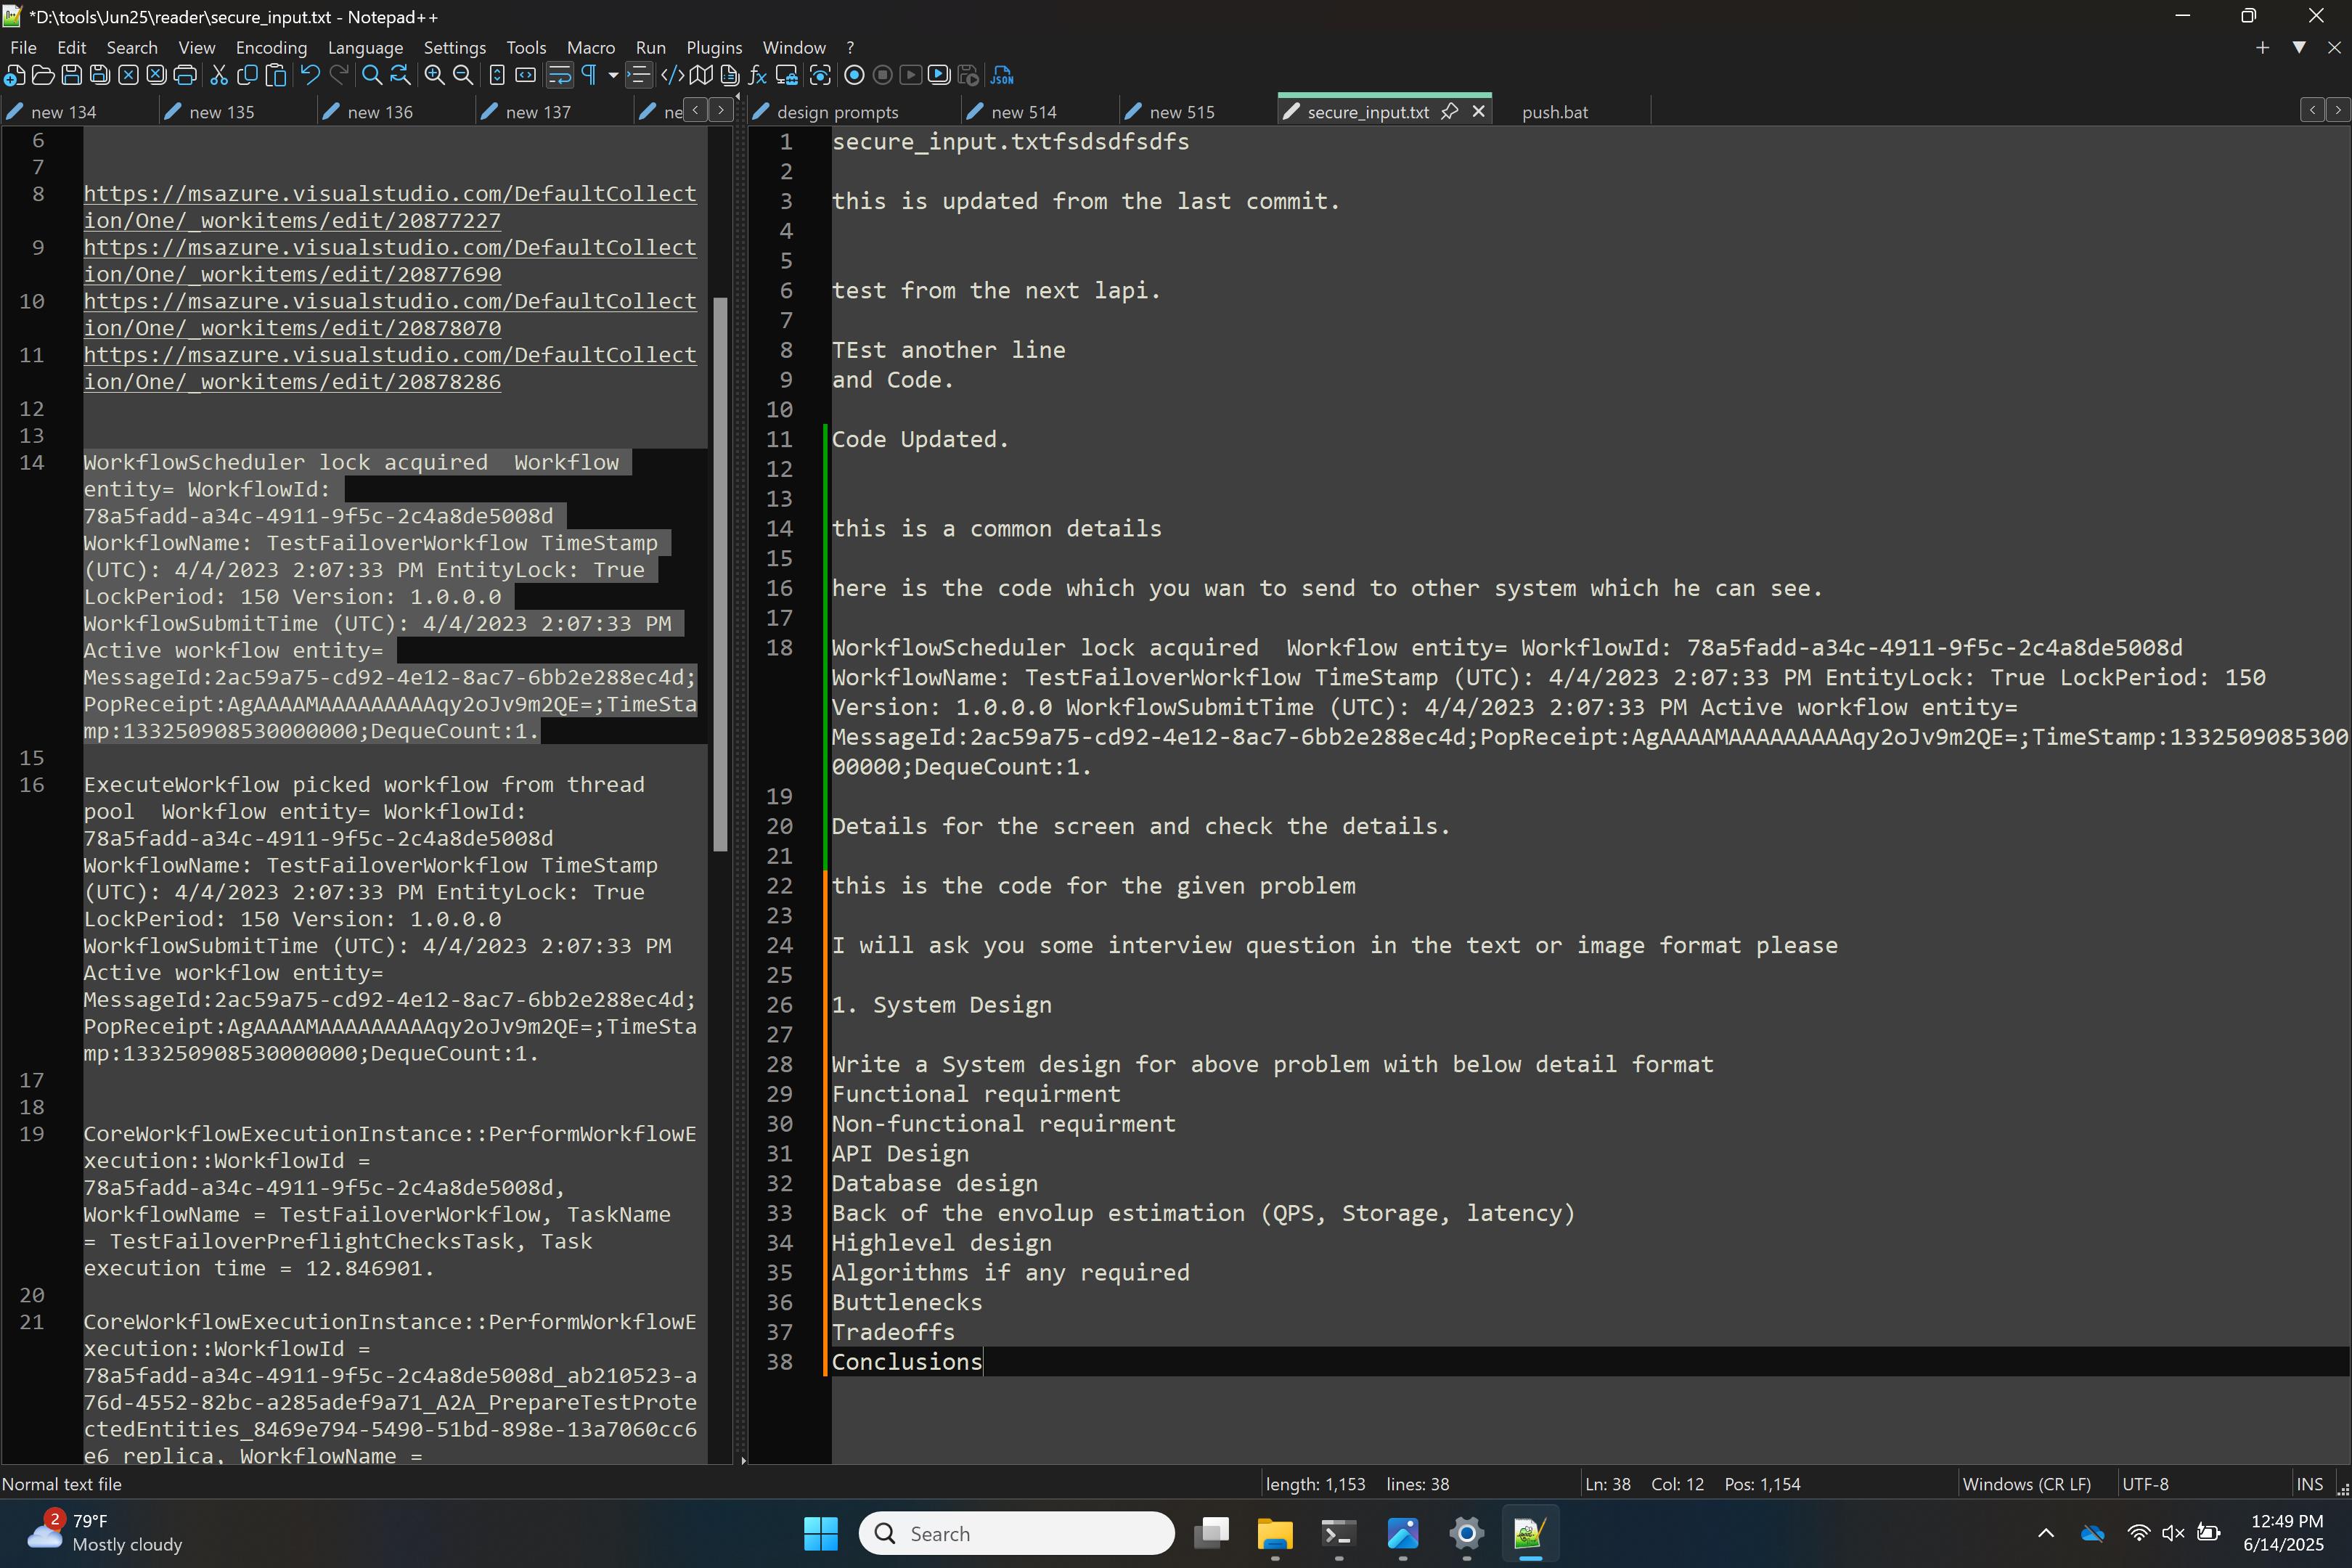 *D:\tools\Jun25\reader\secure_input.txt - Notepad++
File Edit Search View Encoding Language Settings Tools Macro Run Plugins Window ?
new 134 new 135 new 136 new 137 ne design prompts new 514 new 515 secure_input.txt push.bat
6
7
8 https://msazure.visualstudio.com/DefaultCollect
ion/One/_workitems/edit/20877227
9 https://msazure.visualstudio.com/DefaultCollect
ion/One/_workitems/edit/20877690
10 https://msazure.visualstudio.com/DefaultCollect
ion/One/_workitems/edit/20878070
11 https://msazure.visualstudio.com/DefaultCollect
ion/One/_workitems/edit/20878286
12
13
14 WorkflowScheduler lock acquired  Workflow
entity= WorkflowId:
78a5fadd-a34c-4911-9f5c-2c4a8de5008d
WorkflowName: TestFailoverWorkflow TimeStamp
(UTC): 4/4/2023 2:07:33 PM EntityLock: True
LockPeriod: 150 Version: 1.0.0.0
WorkflowSubmitTime (UTC): 4/4/2023 2:07:33 PM
Active workflow entity=
MessageId:2ac59a75-cd92-4e12-8ac7-6bb2e288ec4d;
PopReceipt:AgAAAAMAAAAAAAAAqy2oJv9m2QE=;TimeSta
mp:133250908530000000;DequeCount:1.
15
16 ExecuteWorkflow picked workflow from thread
pool  Workflow entity= WorkflowId:
78a5fadd-a34c-4911-9f5c-2c4a8de5008d
WorkflowName: TestFailoverWorkflow TimeStamp
(UTC): 4/4/2023 2:07:33 PM EntityLock: True
LockPeriod: 150 Version: 1.0.0.0
WorkflowSubmitTime (UTC): 4/4/2023 2:07:33 PM
Active workflow entity=
MessageId:2ac59a75-cd92-4e12-8ac7-6bb2e288ec4d;
PopReceipt:AgAAAAMAAAAAAAAAqy2oJv9m2QE=;TimeSta
mp:133250908530000000;DequeCount:1.
17
18
19 CoreWorkflowExecutionInstance::PerformWorkflowE
xecution::WorkflowId =
78a5fadd-a34c-4911-9f5c-2c4a8de5008d,
WorkflowName = TestFailoverWorkflow, TaskName
= TestFailoverPreflightChecksTask, Task
execution time = 12.846901.
20
21 CoreWorkflowExecutionInstance::PerformWorkflowE
xecution::WorkflowId =
78a5fadd-a34c-4911-9f5c-2c4a8de5008d_ab210523-a
76d-4552-82bc-a285adef9a71_A2A_PrepareTestProte
ctedEntities_8469e794-5490-51bd-898e-13a7060cc6
e6 replica, WorkflowName =
1 secure_input.txtfsdsdfsdfs
2
3 this is updated from the last commit.
4
5
6 test from the next lapi.
7
8 TEst another line
9 and Code.
10
11 Code Updated.
12
13
14 this is a common details
15
16 here is the code which you wan to send to other system which he can see.
17
18 WorkflowScheduler lock acquired  Workflow entity= WorkflowId: 78a5fadd-a34c-4911-9f5c-2c4a8de5008d
WorkflowName: TestFailoverWorkflow TimeStamp (UTC): 4/4/2023 2:07:33 PM EntityLock: True LockPeriod: 150
Version: 1.0.0.0 WorkflowSubmitTime (UTC): 4/4/2023 2:07:33 PM Active workflow entity=
MessageId:2ac59a75-cd92-4e12-8ac7-6bb2e288ec4d;PopReceipt:AgAAAAMAAAAAAAAAqy2oJv9m2QE=;TimeStamp:1332509085300
00000;DequeCount:1.
19
20 Details for the screen and check the details.
21
22 this is the code for the given problem
23
24 I will ask you some interview question in the text or image format please
25
26 1. System Design
27
28 Write a System design for above problem with below detail format
29 Functional requirment
30 Non-functional requirment
31 API Design
32 Database design
33 Back of the envolup estimation (QPS, Storage, latency)
34 Highlevel design
35 Algorithms if any required
36 Buttlenecks
37 Tradeoffs
38 Conclusions
Normal text file length: 1,153 lines: 38 Ln: 38 Col: 12 Pos: 1,154 Windows (CR LF) UTF-8 INS
2
79°F
Mostly cloudy
Search
12:49 PM
6/14/2025